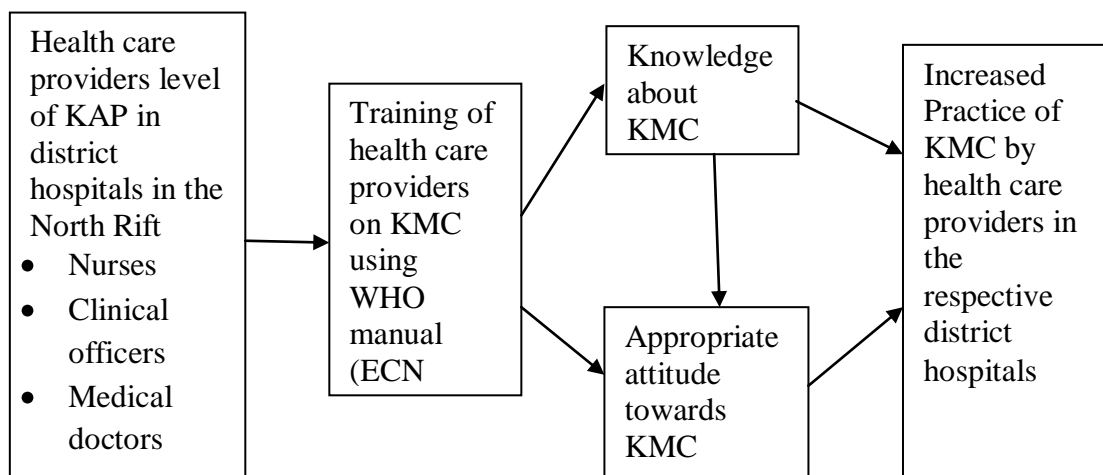 Health care
providers level
of KAP in
district
hospitals in the
North Rift
• Nurses
• Clinical
officers
• Medical
doctors
Training of
health care
providers
on KMC
using
WHO
manual
(ECN
Knowledge
about
KMC
Appropriate
attitude
towards
KMC
Increased
Practice of
KMC by
health care
providers in
the
respective
district
hospitals